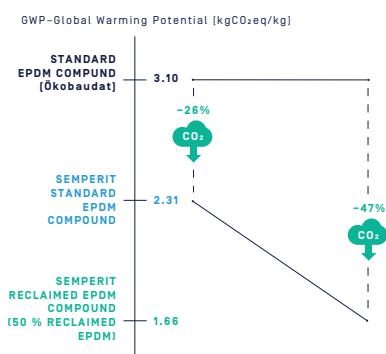 GWP–Global Warming Potential (kgCO₂eq/kg)
STANDARD
EPDM COMPUND
(Ökobaudat)
3.10
–26%
CO₂
SEMPERIT
STANDARD
EPDM
COMPOUND
2.31
–47%
CO₂
SEMPERIT
RECLAIMED EPDM
COMPOUND
(50 % RECLAIMED
EPDM)
1.66